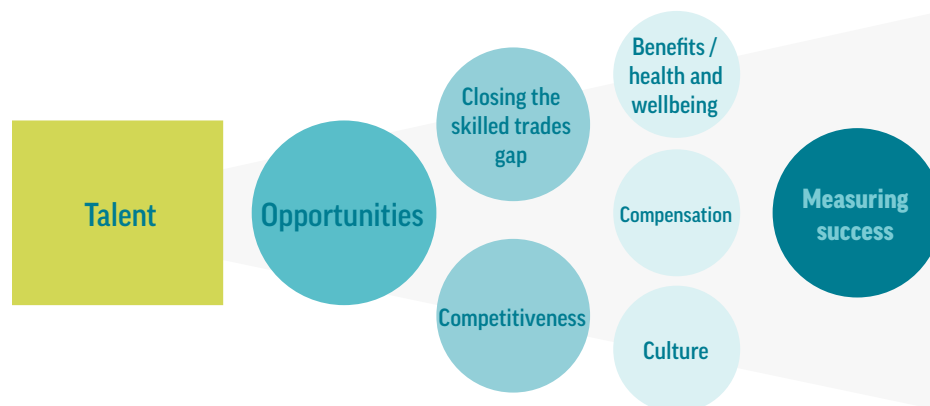 Talent
Opportunities
Closing the
skilled trades
gap
Competitiveness
Benefits /
health and
wellbeing
Compensation
Culture
Measuring
success